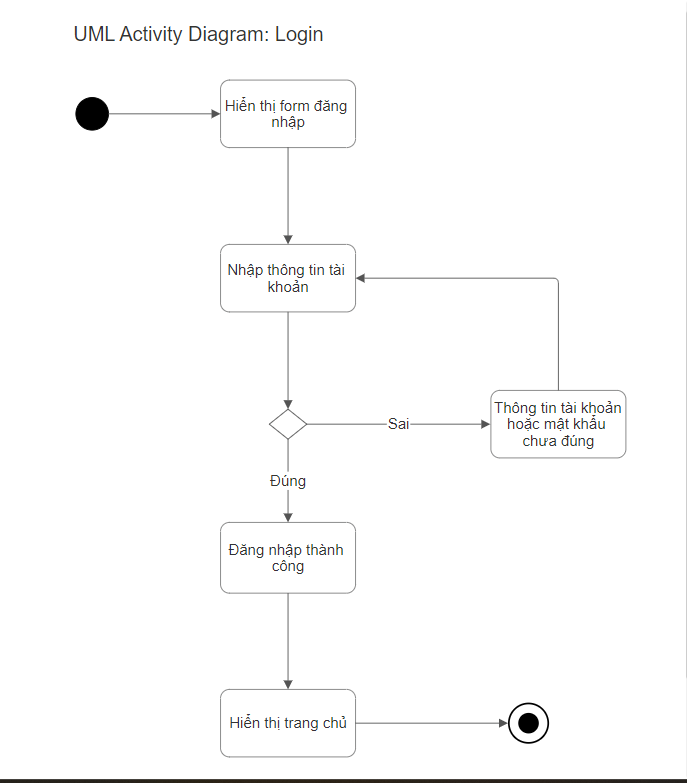 UML Activity Diagram: Login
Hiển thị form đăng
nhập
Nhập thông tin tài
khoản
Sai
Thông tin tài khoản
hoặc mật khẩu
chưa đúng
Đúng
Đăng nhập thành
công
Hiển thị trang chủ